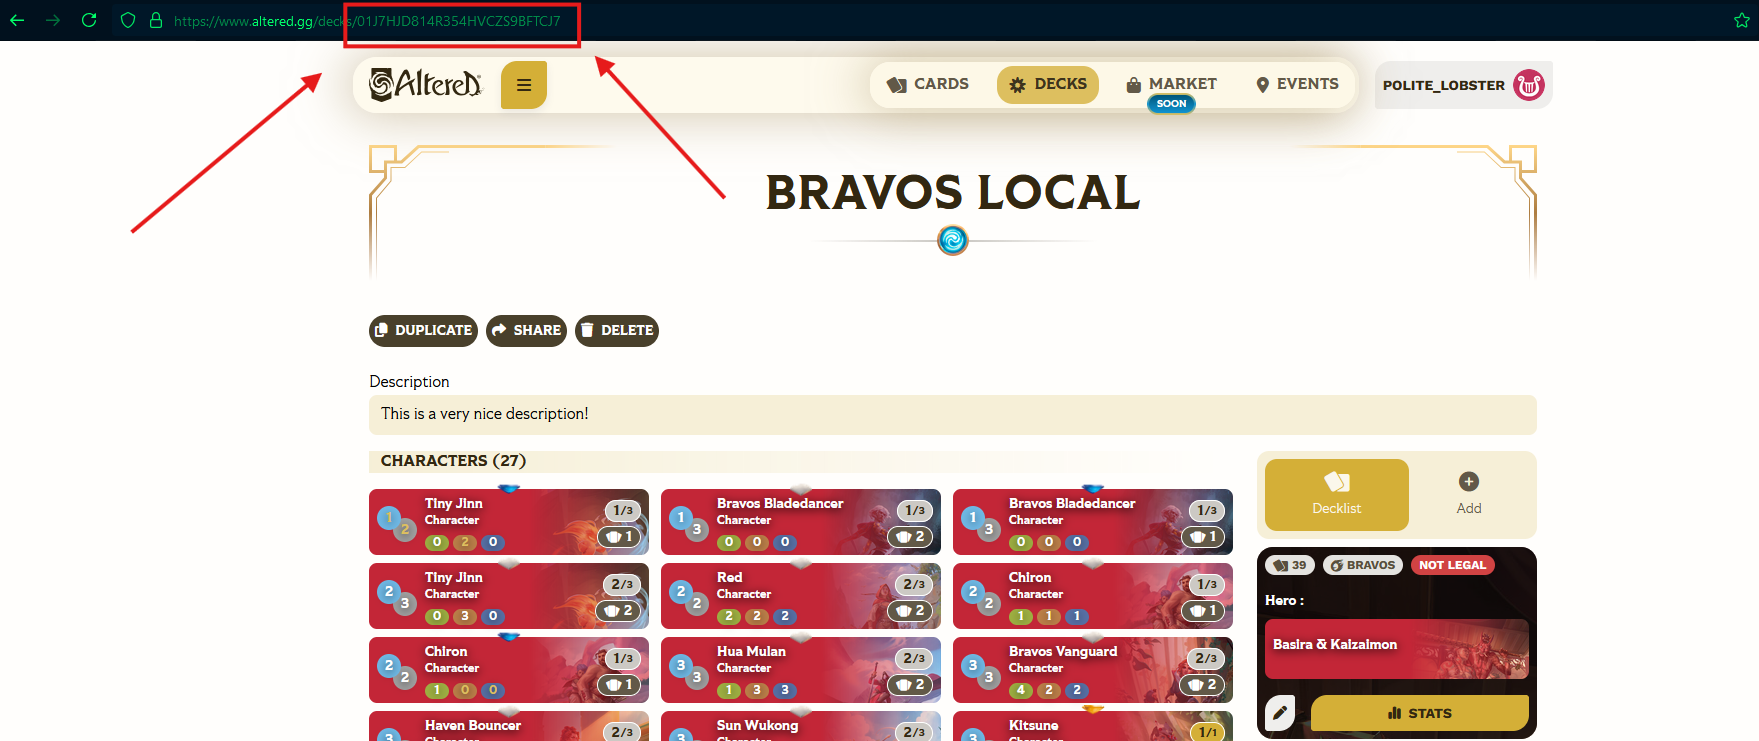 https://www.altered.gg/decks/01J7HJD814R354HVCZS9BFTCJ7
Altered
CARDS
DECKS
MARKET
SOON
EVENTS
POLITE_LOBSTER
BRAVOS LOCAL
DUPLICATE
SHARE
DELETE
Description
This is a very nice description!
CHARACTERS (27)
Decklist
Add
1 2 Tiny Jinn 1/3
Character
0 2 0 1
1 3 Bravos Bladedancer 1/3
Character
0 0 0 2
1 3 Bravos Bladedancer 1/3
Character
0 0 0 1
2 3 Tiny Jinn 2/3
Character
0 3 0 2
2 2 Red 2/3
Character
2 2 2 2
2 2 Chiron 1/3
Character
1 1 1 1
2 2 Chiron 1/3
Character
1 0 0 1
3 3 Hua Mulan 2/3
Character
1 3 3 2
3 3 Bravos Vanguard 2/3
Character
4 2 2 2
3 Haven Bouncer 2/3
Character
3 Sun Wukong 2/3
Character
3 Kitsune 1/1
Character
39
BRAVOS
NOT LEGAL
Hero :
Basira & Kaizaimon
STATS